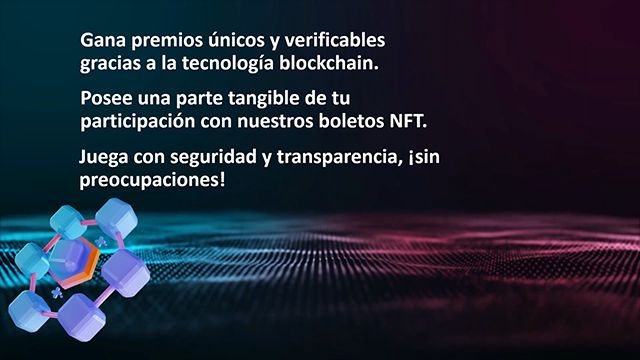 Gana premios únicos y verificables
gracias a la tecnología blockchain.
Posee una parte tangible de tu
participación con nuestros boletos NFT.
Juega con seguridad y transparencia, ¡sin
preocupaciones!